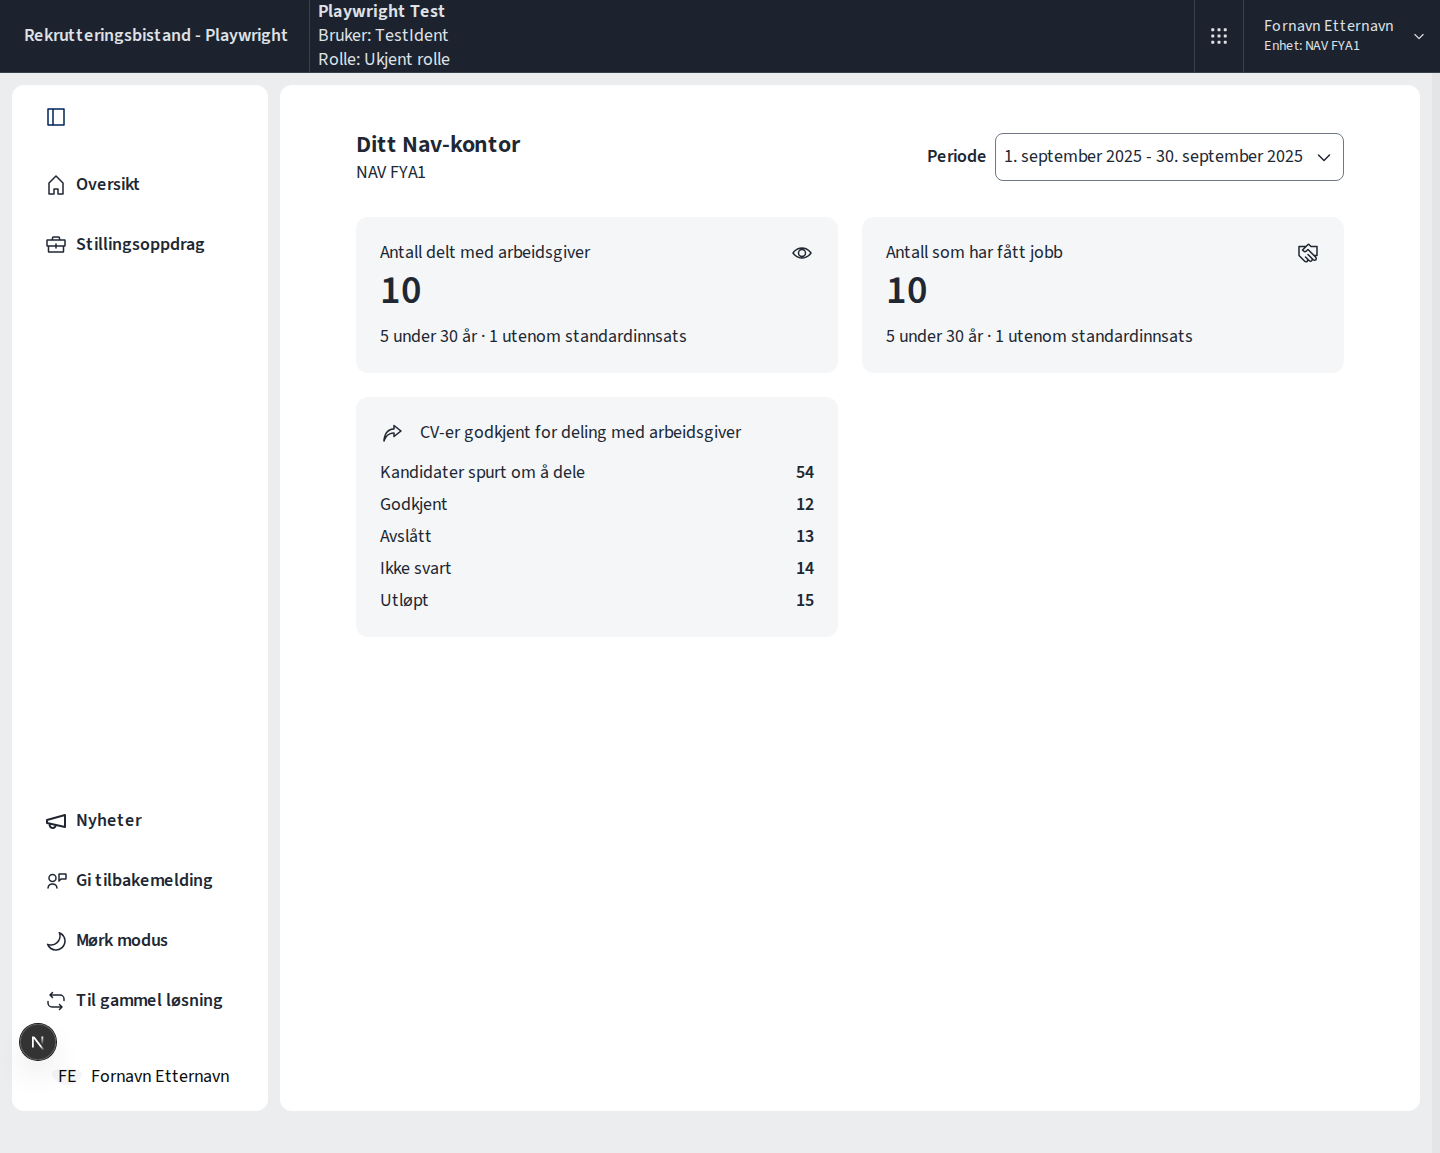 Rekrutteringsbistand - Playwright
Playwright Test
Bruker: TestIdent
Rolle: Ukjent rolle
Fornavn Etternavn
Enhet: NAV FYA1
Oversikt
Stillingsoppdrag
Nyheter
Gi tilbakemelding
Mørk modus
Til gammel løsning
N
FE Fornavn Etternavn
Ditt Nav-kontor
NAV FYA1
Periode 1. september 2025 - 30. september 2025
Antall delt med arbeidsgiver
10
5 under 30 år · 1 utenom standardinnsats
Antall som har fått jobb
10
5 under 30 år · 1 utenom standardinnsats
CV-er godkjent for deling med arbeidsgiver
Kandidater spurt om å dele 54
Godkjent 12
Avslått 13
Ikke svart 14
Utløpt 15